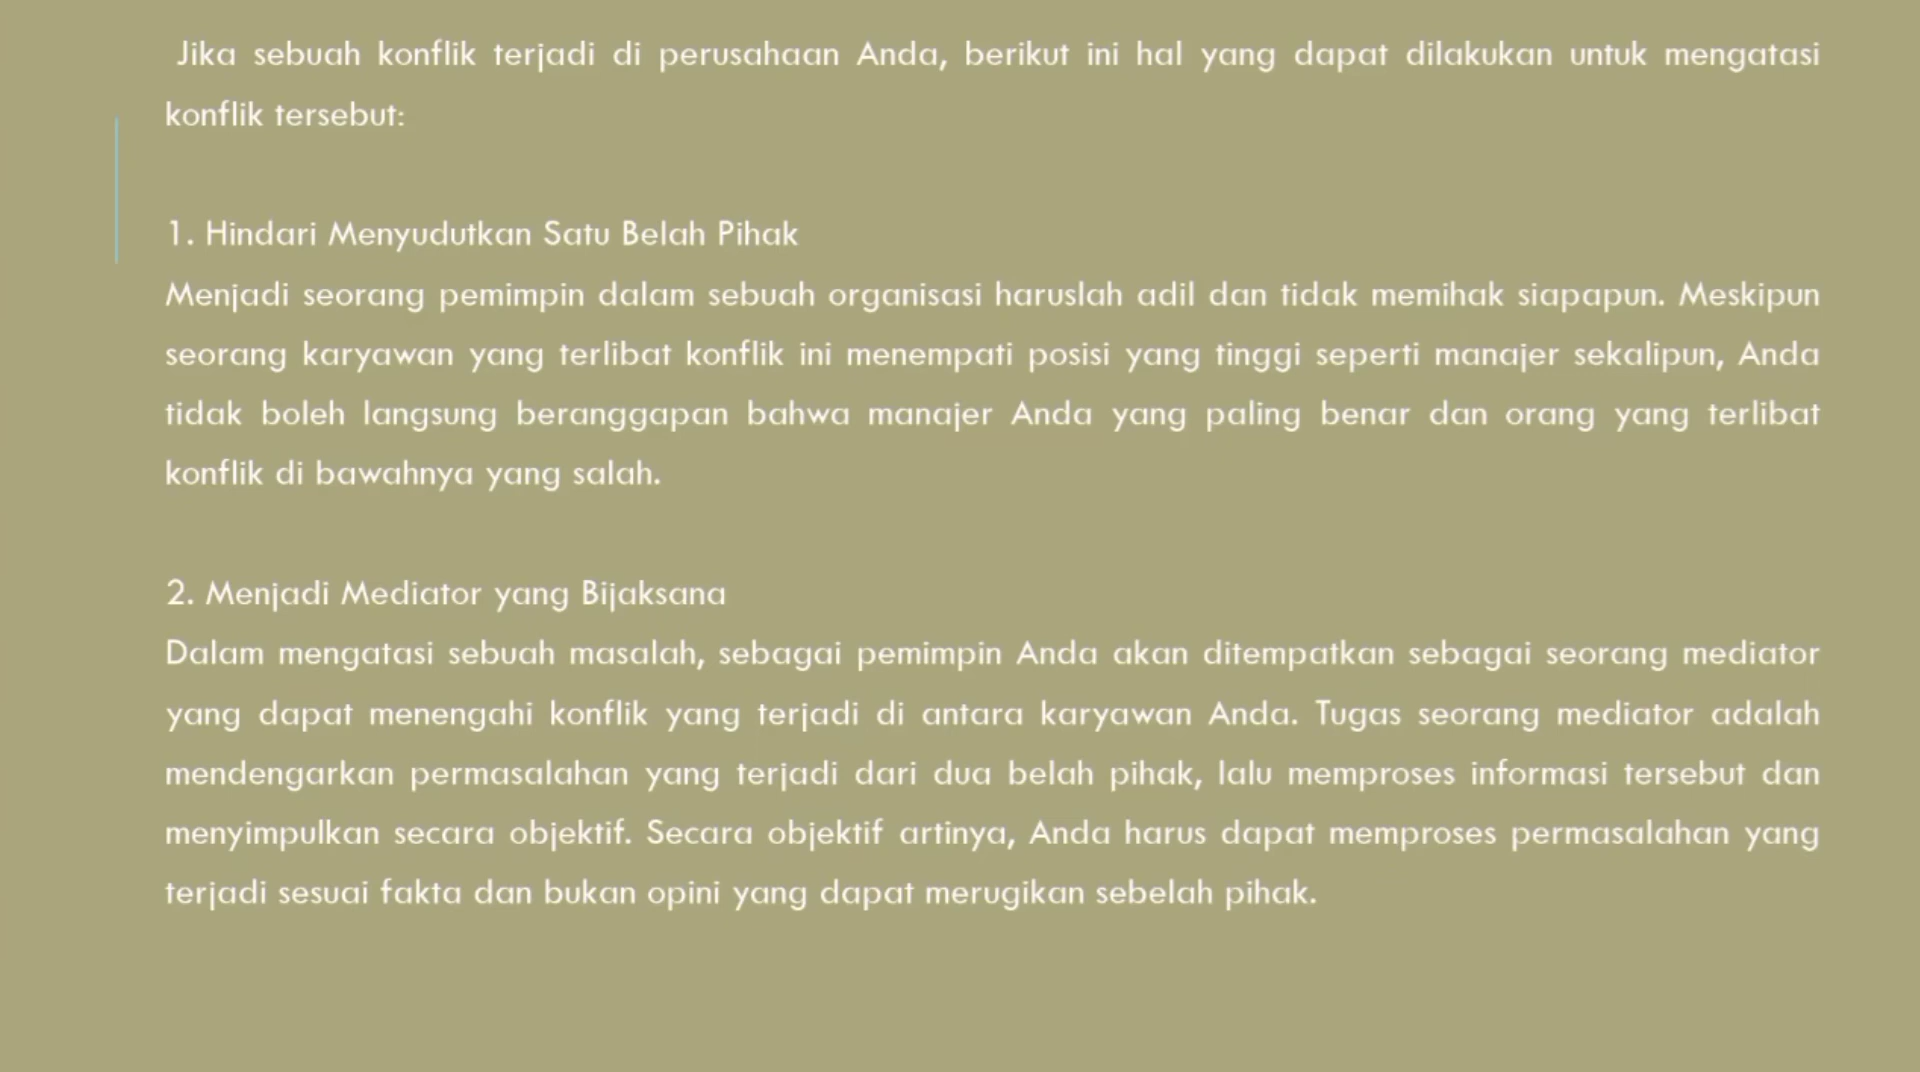 Jika sebuah konflik terjadi di perusahaan Anda, berikut ini hal yang dapat dilakukan untuk mengatasi
konflik tersebut:
1. Hindari Menyudutkan Satu Belah Pihak
Menjadi seorang pemimpin dalam sebuah organisasi haruslah adil dan tidak memihak siapapun. Meskipun
seorang karyawan yang terlibat konflik ini menempati posisi yang tinggi seperti manajer sekalipun, Anda
tidak boleh langsung beranggapan bahwa manajer Anda yang paling benar dan orang yang terlibat
konflik di bawahnya yang salah.
2. Menjadi Mediator yang Bijaksana
Dalam mengatasi sebuah masalah, sebagai pemimpin Anda akan ditempatkan sebagai seorang mediator
yang dapat menengahi konflik yang terjadi di antara karyawan Anda. Tugas seorang mediator adalah
mendengarkan permasalahan yang terjadi dari dua belah pihak, lalu memproses informasi tersebut dan
menyimpulkan secara objektif. Secara objektif artinya, Anda harus dapat memproses permasalahan yang
terjadi sesuai fakta dan bukan opini yang dapat merugikan sebelah pihak.